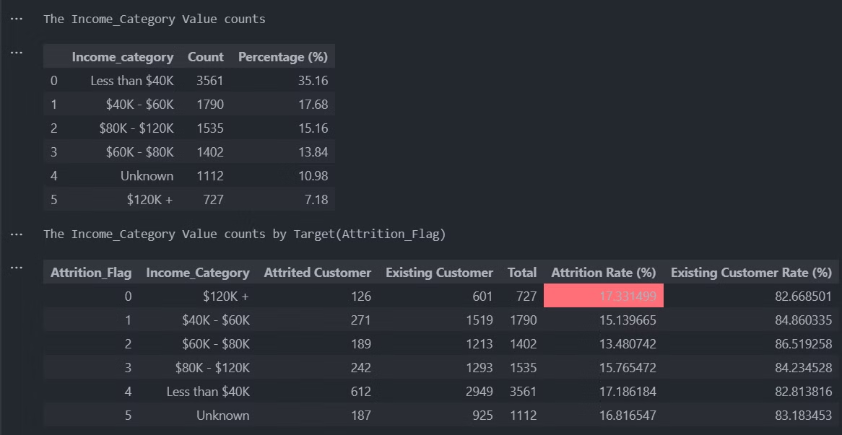 ... The Income_Category Value counts
...
Income_category Count Percentage (%)
0 Less than $40K 3561 35.16
1 $40K - $60K 1790 17.68
2 $80K - $120K 1535 15.16
3 $60K - $80K 1402 13.84
4 Unknown 1112 10.98
5 $120K + 727 7.18
... The Income_Category Value counts by Target(Attrition_Flag)
...
Attrition_Flag Income_Category Attrited Customer Existing Customer Total Attrition Rate (%) Existing Customer Rate (%)
0 $120K + 126 601 727 17.331499 82.668501
1 $40K - $60K 271 1519 1790 15.139665 84.860335
2 $60K - $80K 189 1213 1402 13.480742 86.519258
3 $80K - $120K 242 1293 1535 15.765472 84.234528
4 Less than $40K 612 2949 3561 17.186184 82.813816
5 Unknown 187 925 1112 16.816547 83.183453